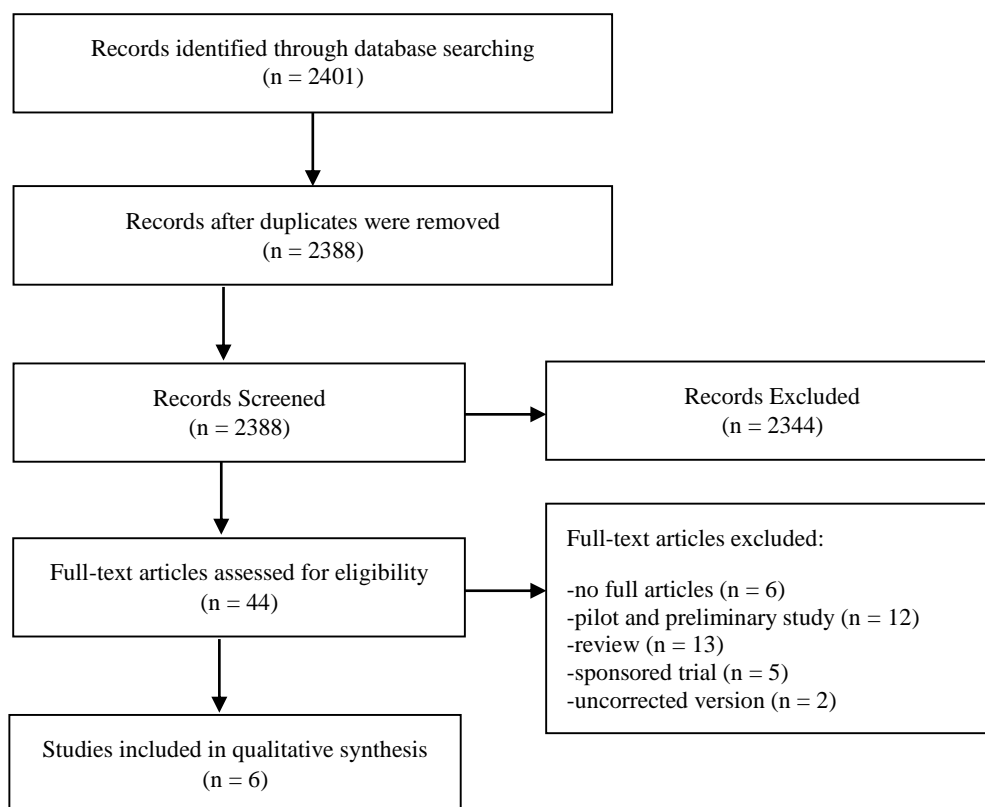 Records identified through database searching
(n = 2401)
Records after duplicates were removed
(n = 2388)
Records Screened
(n = 2388)
Records Excluded
(n = 2344)
Full-text articles assessed for eligibility
(n = 44)
Full-text articles excluded:
-no full articles (n = 6)
-pilot and preliminary study (n = 12)
-review (n = 13)
-sponsored trial (n = 5)
-uncorrected version (n = 2)
Studies included in qualitative synthesis
(n = 6)